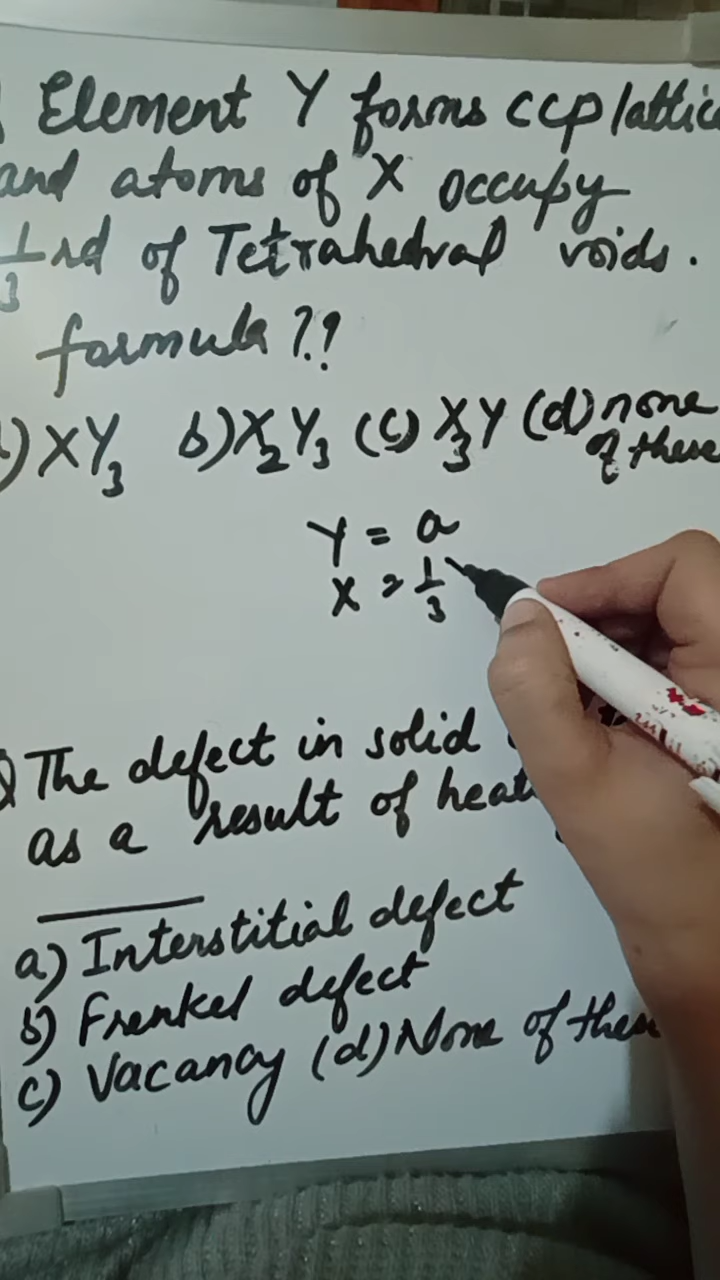 Element Y forms ccp lattic
and atoms of X occupy
1/3 rd of Tetrahedral voids.
formula ??
) XY₃ b) X₂Y₃ (c) X₃Y (d) none of these
Y = a
X = 1/3
The defect in solid
as a result of heat
a) Interstitial defect
b) Frenkel defect
c) Vacancy (d) None of these